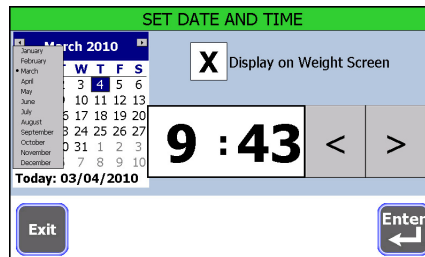 SET DATE AND TIME
March 2010
January
February
March
April
May
June
July
August
September
October
November
December
W T F S
3 4 5 6
10 11 12 13
17 18 19 20
24 25 26 27
31 1 2 3
7 8 9 10
Today: 03/04/2010
X Display on Weight Screen
9 : 43 < >
Exit
Enter